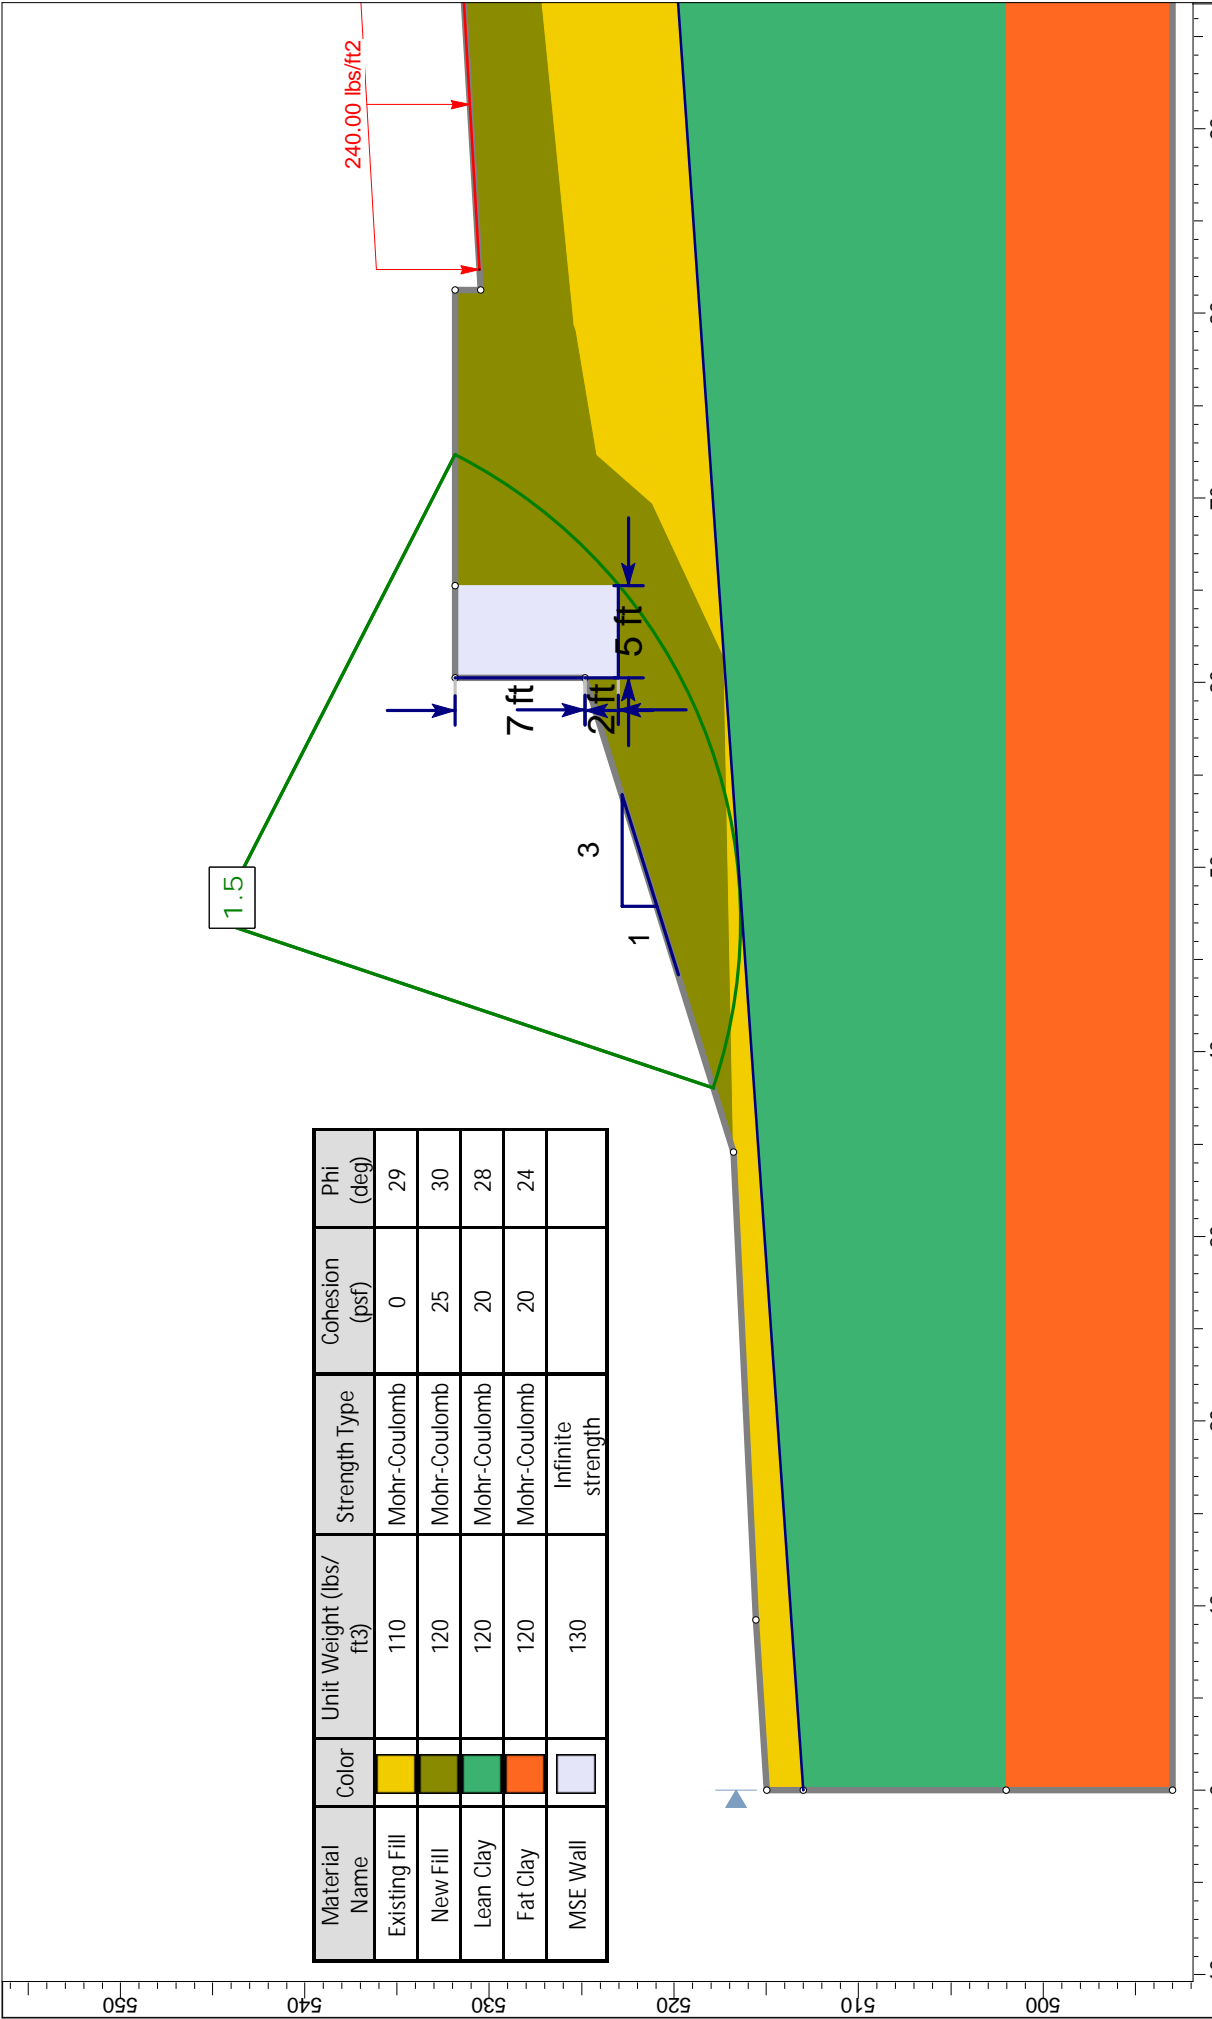 240.00 lbs/ft2
1.5
7 ft
2 ft
5 ft
3
1
Material Name Color Unit Weight (lbs/ft3) Strength Type Cohesion (psf) Phi (deg)
Existing Fill 110 Mohr-Coulomb 0 29
New Fill 120 Mohr-Coulomb 25 30
Lean Clay 120 Mohr-Coulomb 20 28
Fat Clay 120 Mohr-Coulomb 20 24
MSE Wall 130 Infinite strength
550
540
530
520
510
500